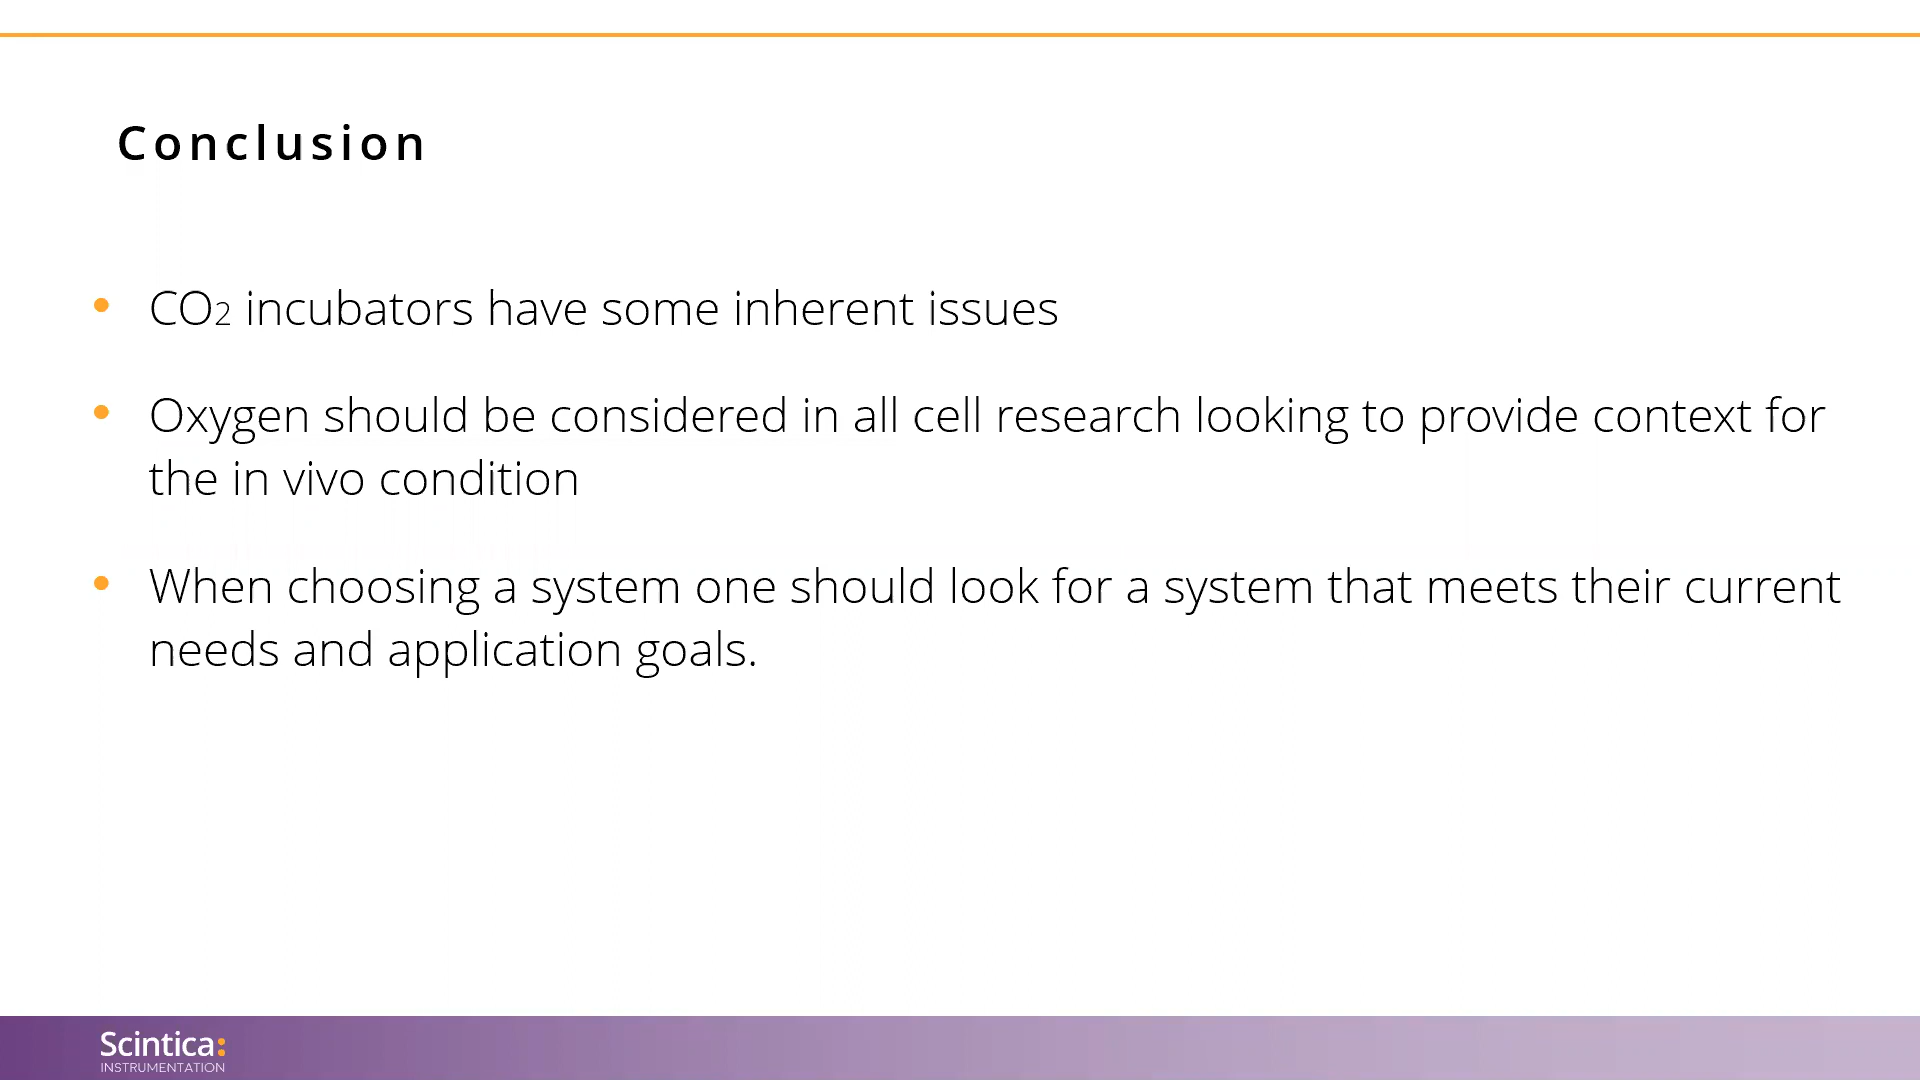 Conclusion
• CO2 incubators have some inherent issues
• Oxygen should be considered in all cell research looking to provide context for
the in vivo condition
• When choosing a system one should look for a system that meets their current
needs and application goals.
Scintica:
INSTRUMENTATION